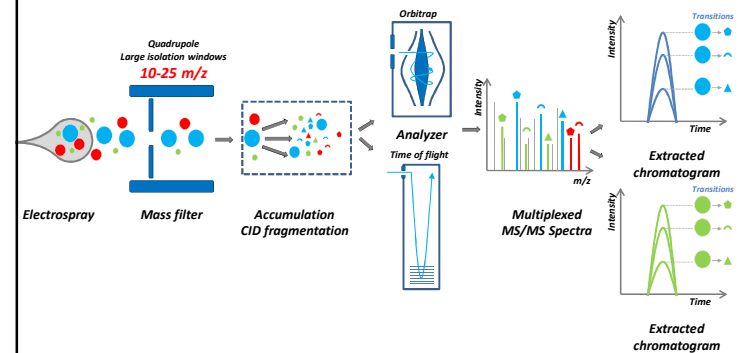 Quadrupole
Large isolation windows
10-25 m/z
Electrospray
Mass filter
Accumulation
CID fragmentation
Orbitrap
Analyzer
Time of flight
Intensity
m/z
Multiplexed
MS/MS Spectra
Transitions
Intensity
Time
Extracted
chromatogram
Transitions
Intensity
Time
Extracted
chromatogram